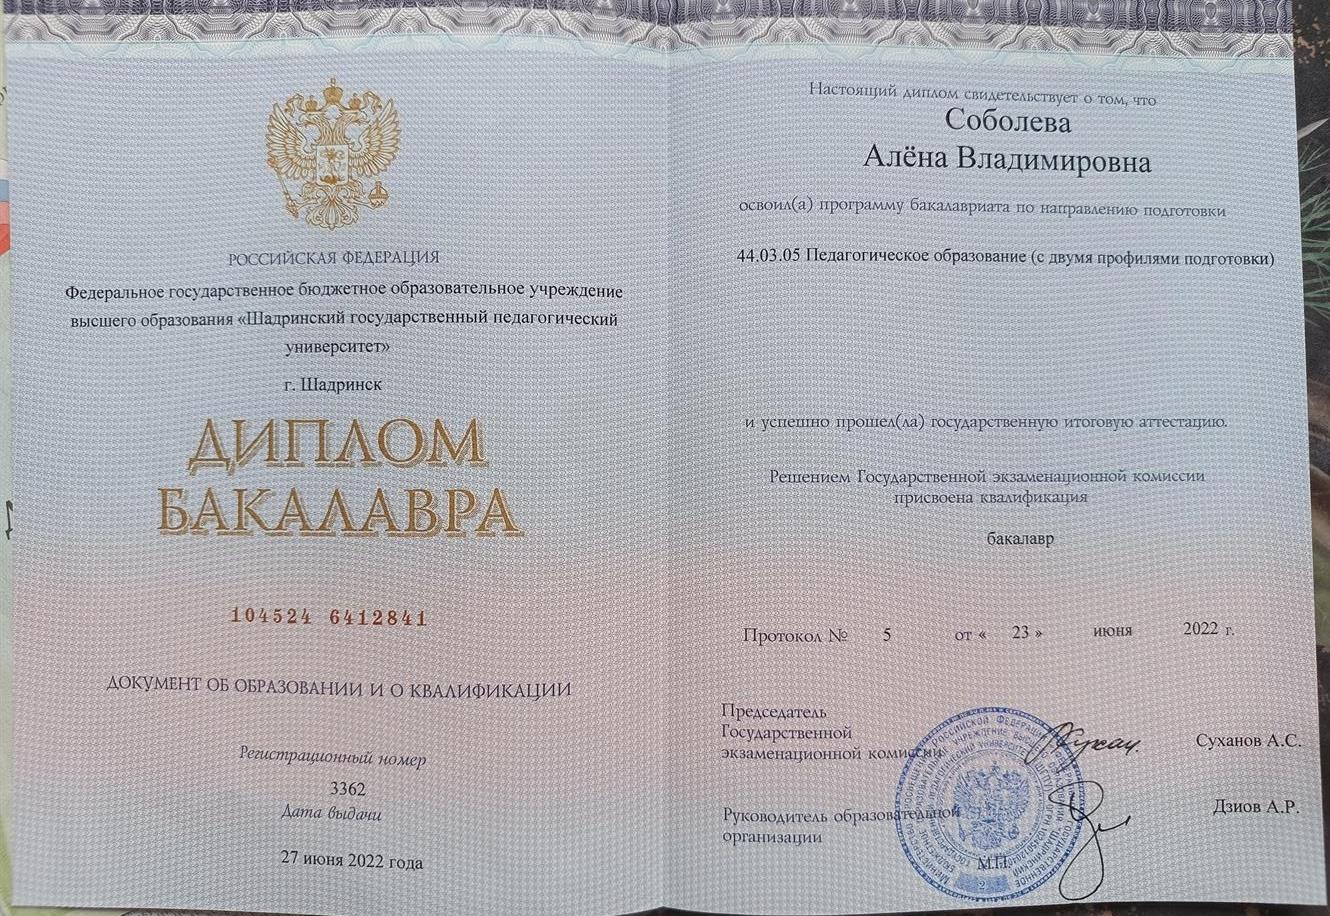 РОССИЙСКАЯ ФЕДЕРАЦИЯ
Федеральное государственное бюджетное образовательное учреждение
высшего образования «Шадринский государственный педагогический
университет»
г. Шадринск
ДИПЛОМ
БАКАЛАВРА
104524 6412841
ДОКУМЕНТ ОБ ОБРАЗОВАНИИ И О КВАЛИФИКАЦИИ
Регистрационный номер
3362
Дата выдачи
27 июня 2022 года
Настоящий диплом свидетельствует о том, что
Соболева
Алёна Владимировна
освоил(а) программу бакалавриата по направлению подготовки
44.03.05 Педагогическое образование (с двумя профилями подготовки)
и успешно прошел(ла) государственную итоговую аттестацию.
Решением Государственной экзаменационной комиссии
присвоена квалификация
бакалавр
Протокол № 5 от « 23 » июня 2022 г.
Председатель
Государственной
экзаменационной комиссии
Суханов А.С.
Руководитель образовательной
организации
Дзиов А.Р.
М.П.
2